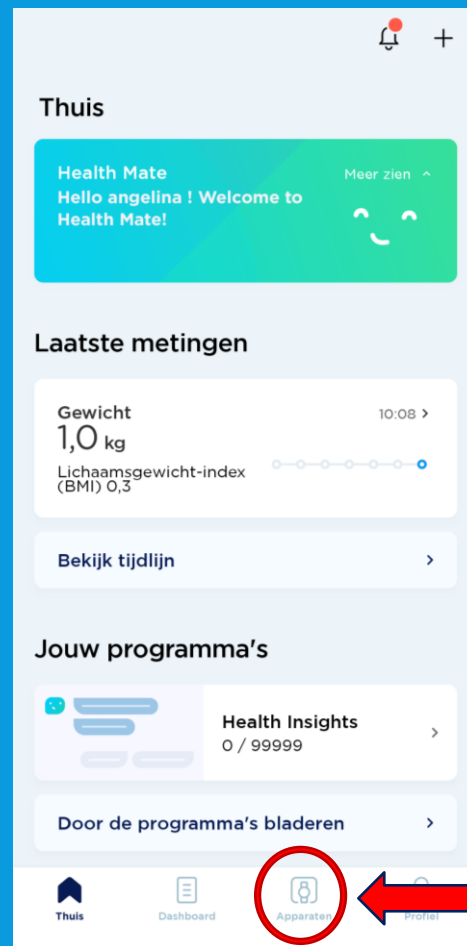 Thuis
Health Mate
Meer zien
Hello angelina ! Welcome to
Health Mate!
Laatste metingen
Gewicht
10:08
1,0 kg
Lichaamsgewicht-index
(BMI) 0,3
Bekijk tijdlijn
Jouw programma's
Health Insights
0 / 99999
Door de programma's bladeren
Thuis
Dashboard
Apparaten
Profiel